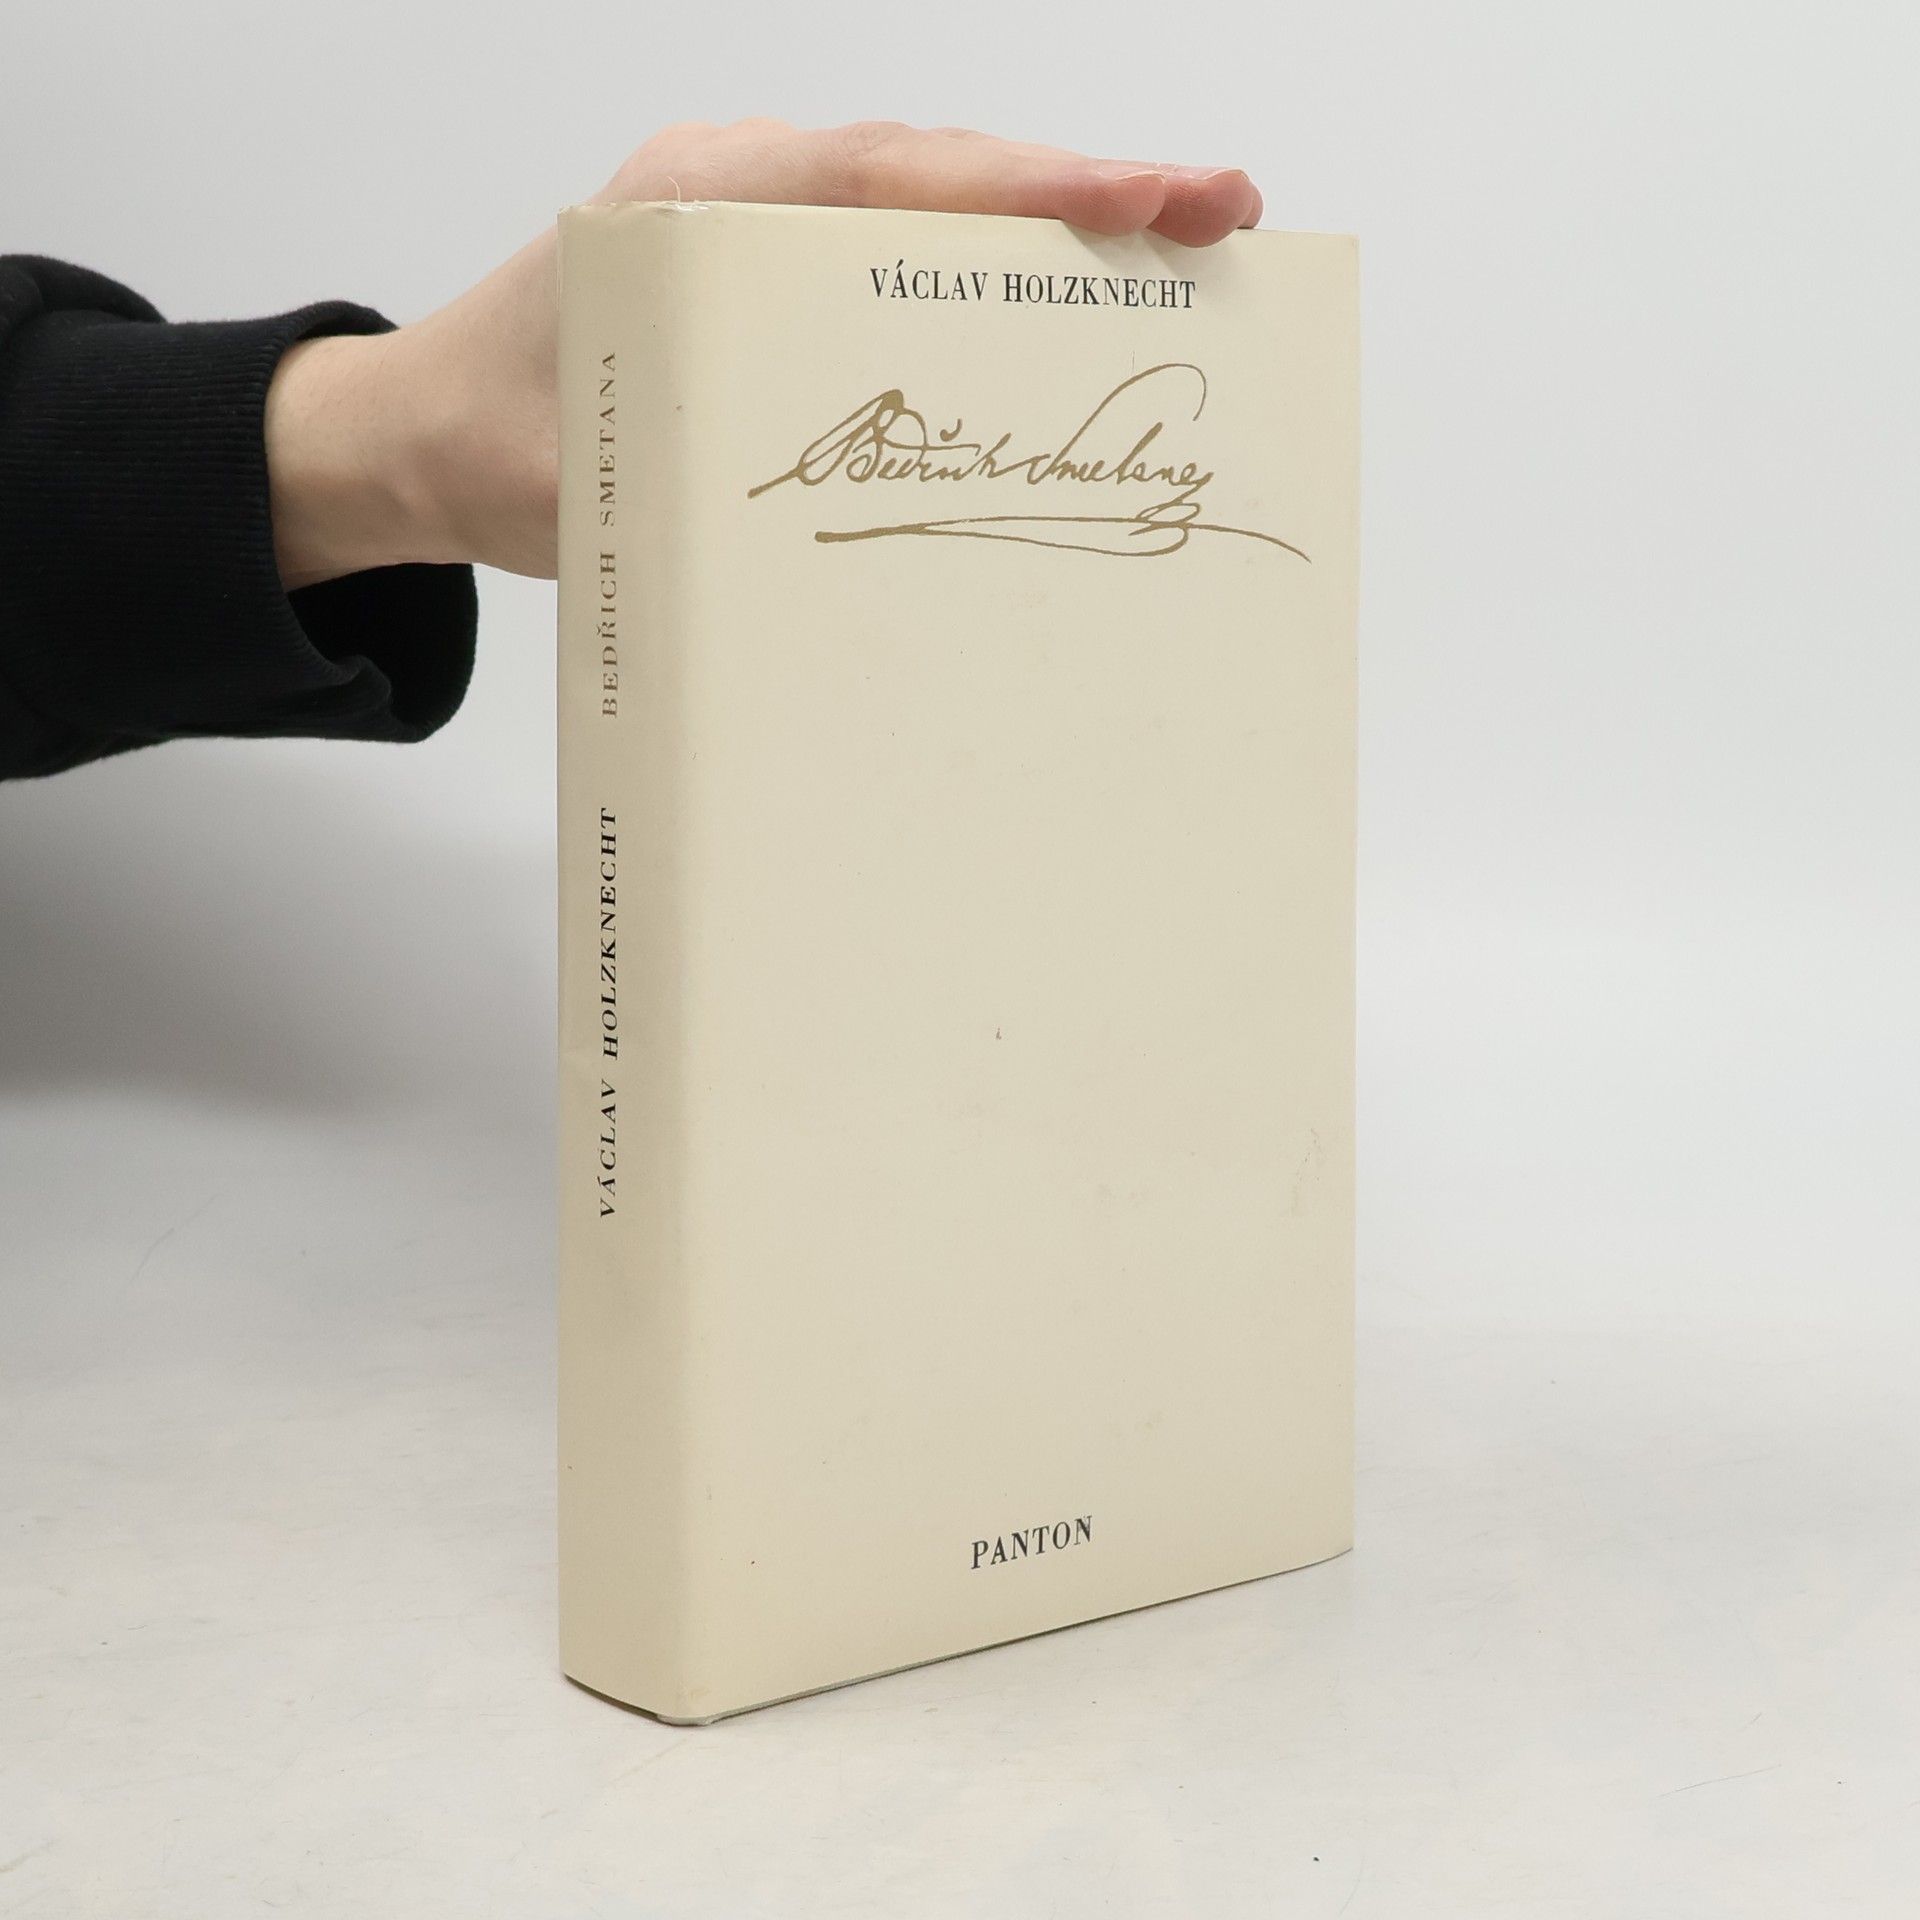 VÁCLAV HOLZKNECHT
Bedřich Smetana
PANTON
VÁCLAV HOLZKNECHT BEDŘICH SMETANA